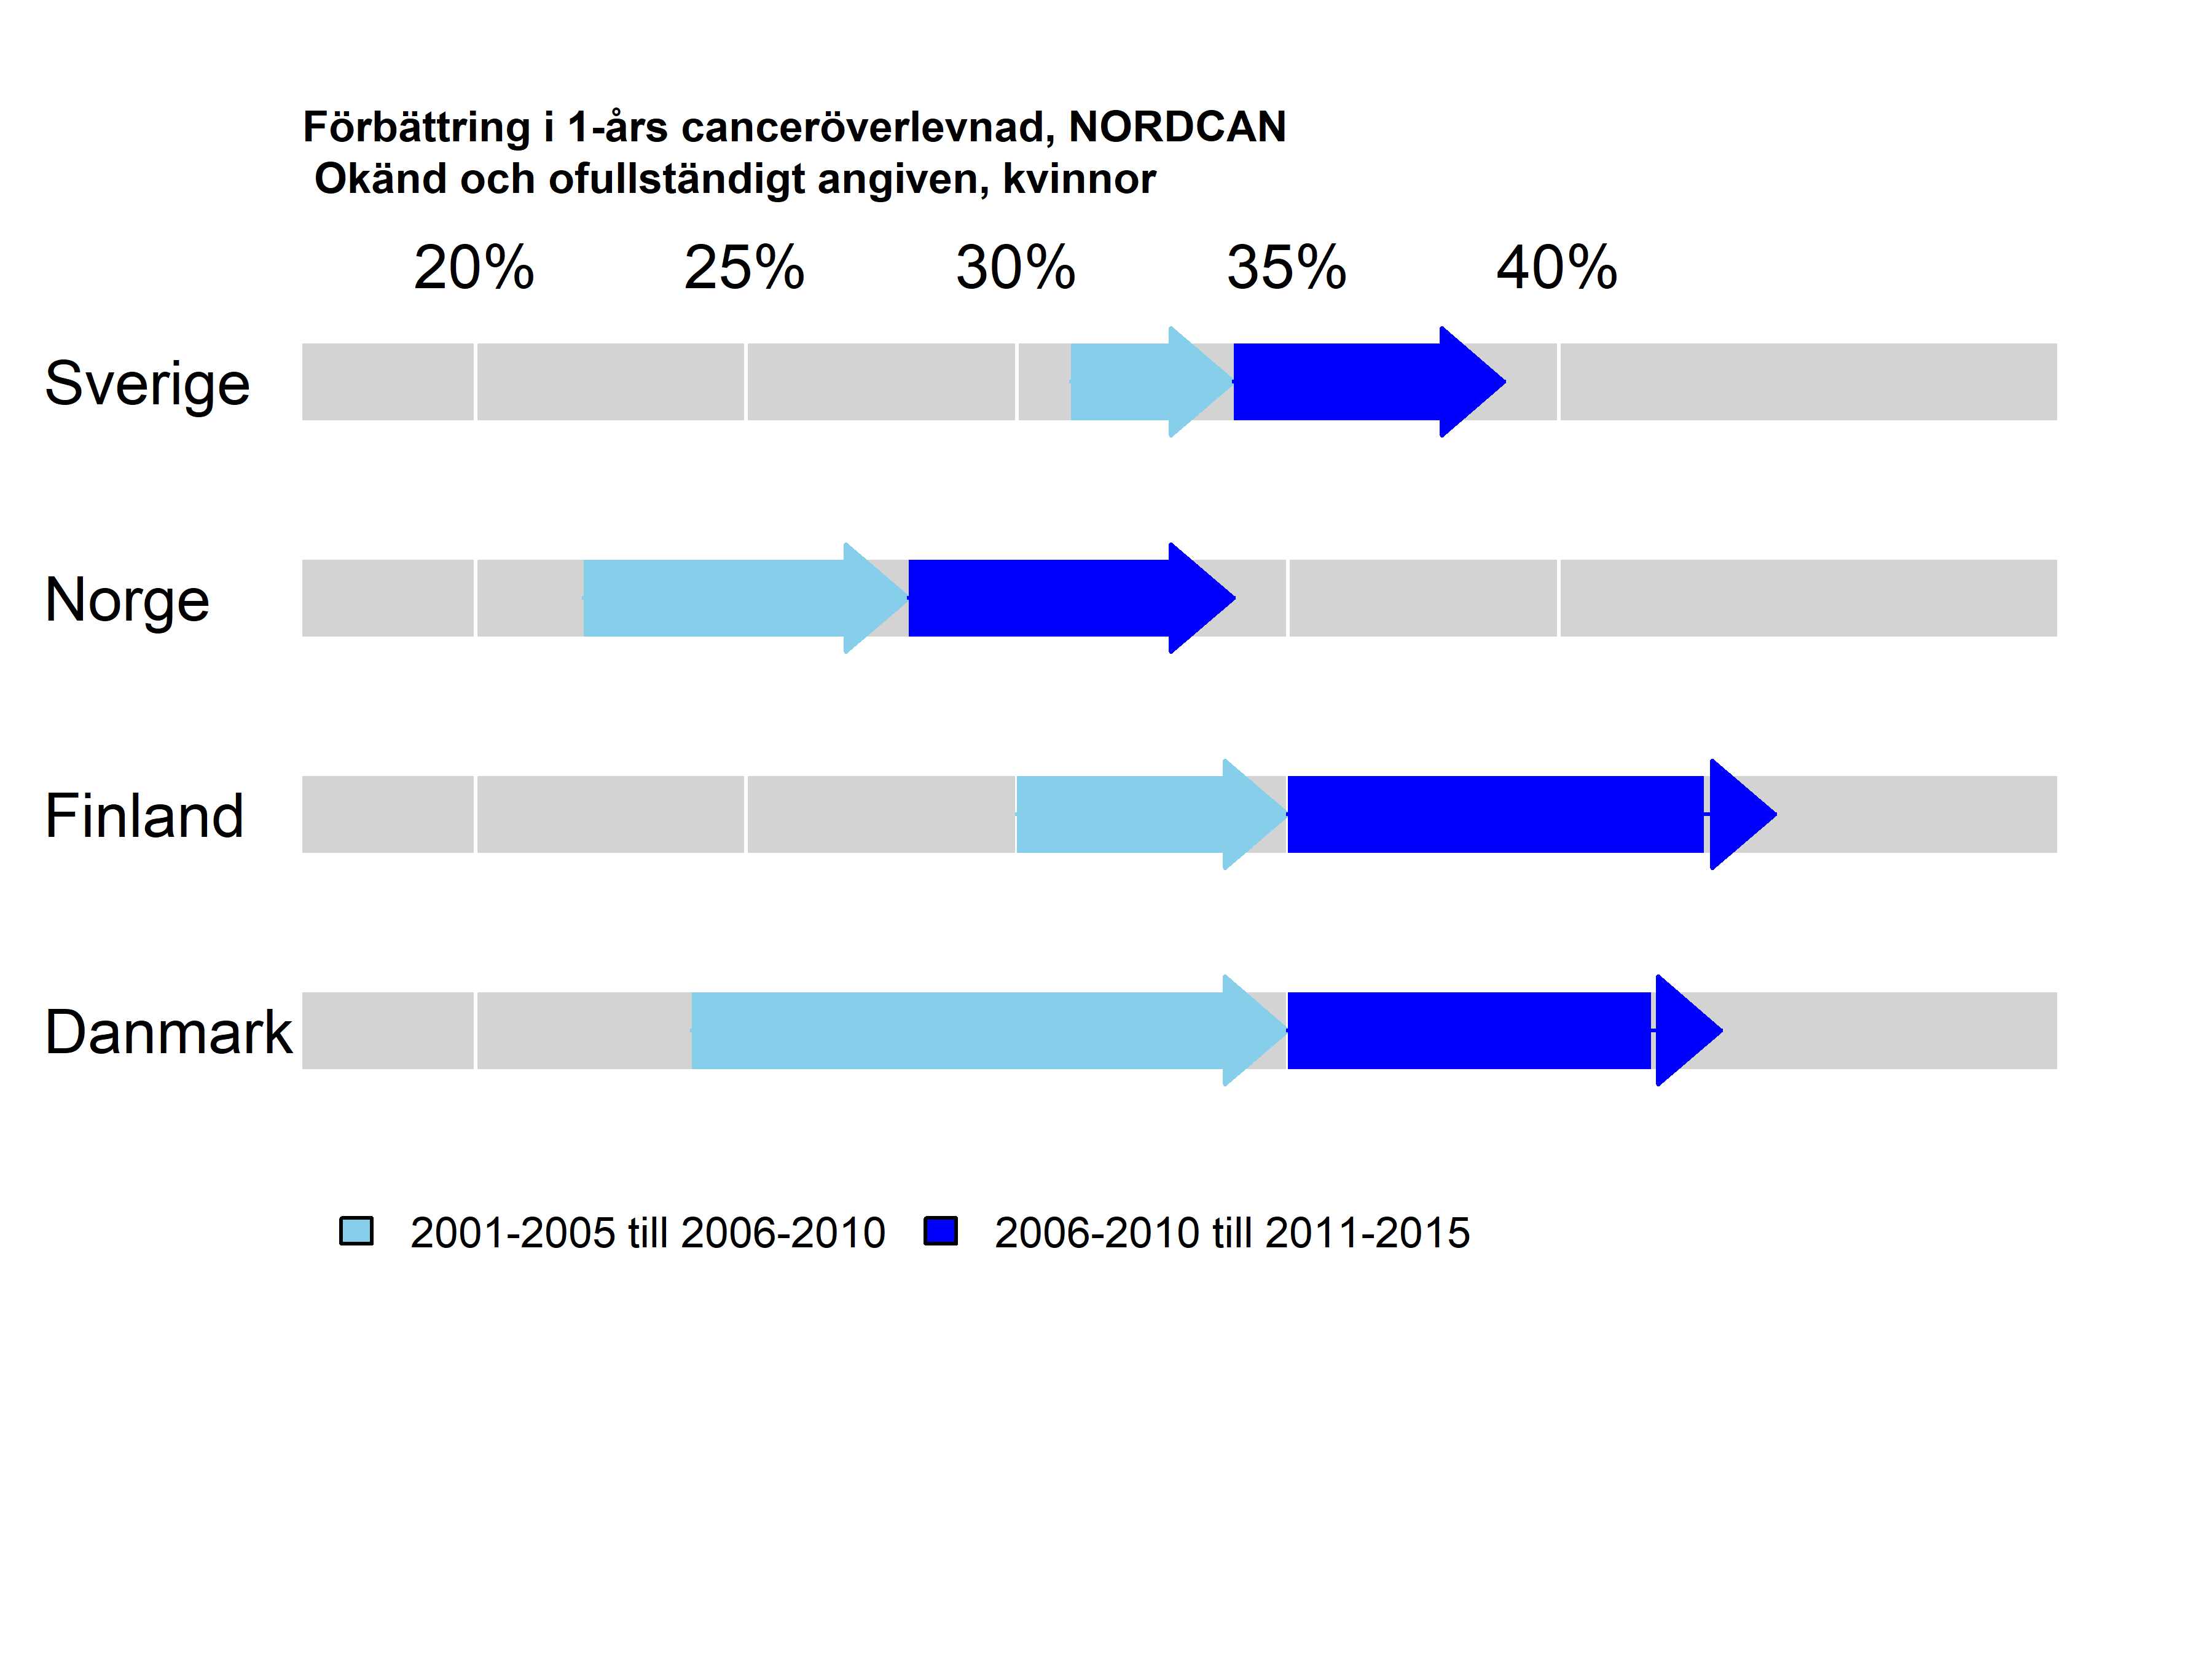 Förbättring i 1-års canceröverlevnad, NORDCAN
Okänd och ofullständigt angiven, kvinnor
20% 25% 30% 35% 40%
Sverige
Norge
Finland
Danmark
2001-2005 till 2006-2010 2006-2010 till 2011-2015